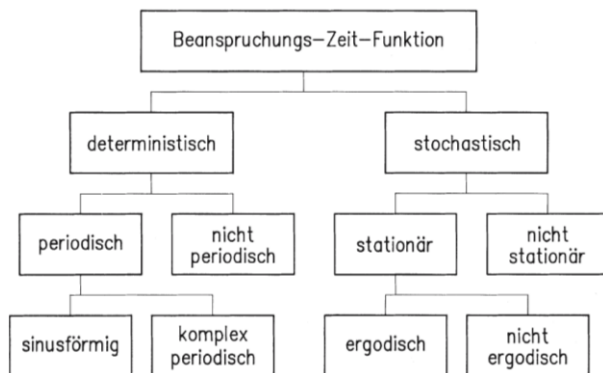 Beanspruchungs-Zeit-Funktion
deterministisch
stochastisch
periodisch
nicht
periodisch
stationär
nicht
stationär
sinusförmig
komplex
periodisch
ergodisch
nicht
ergodisch